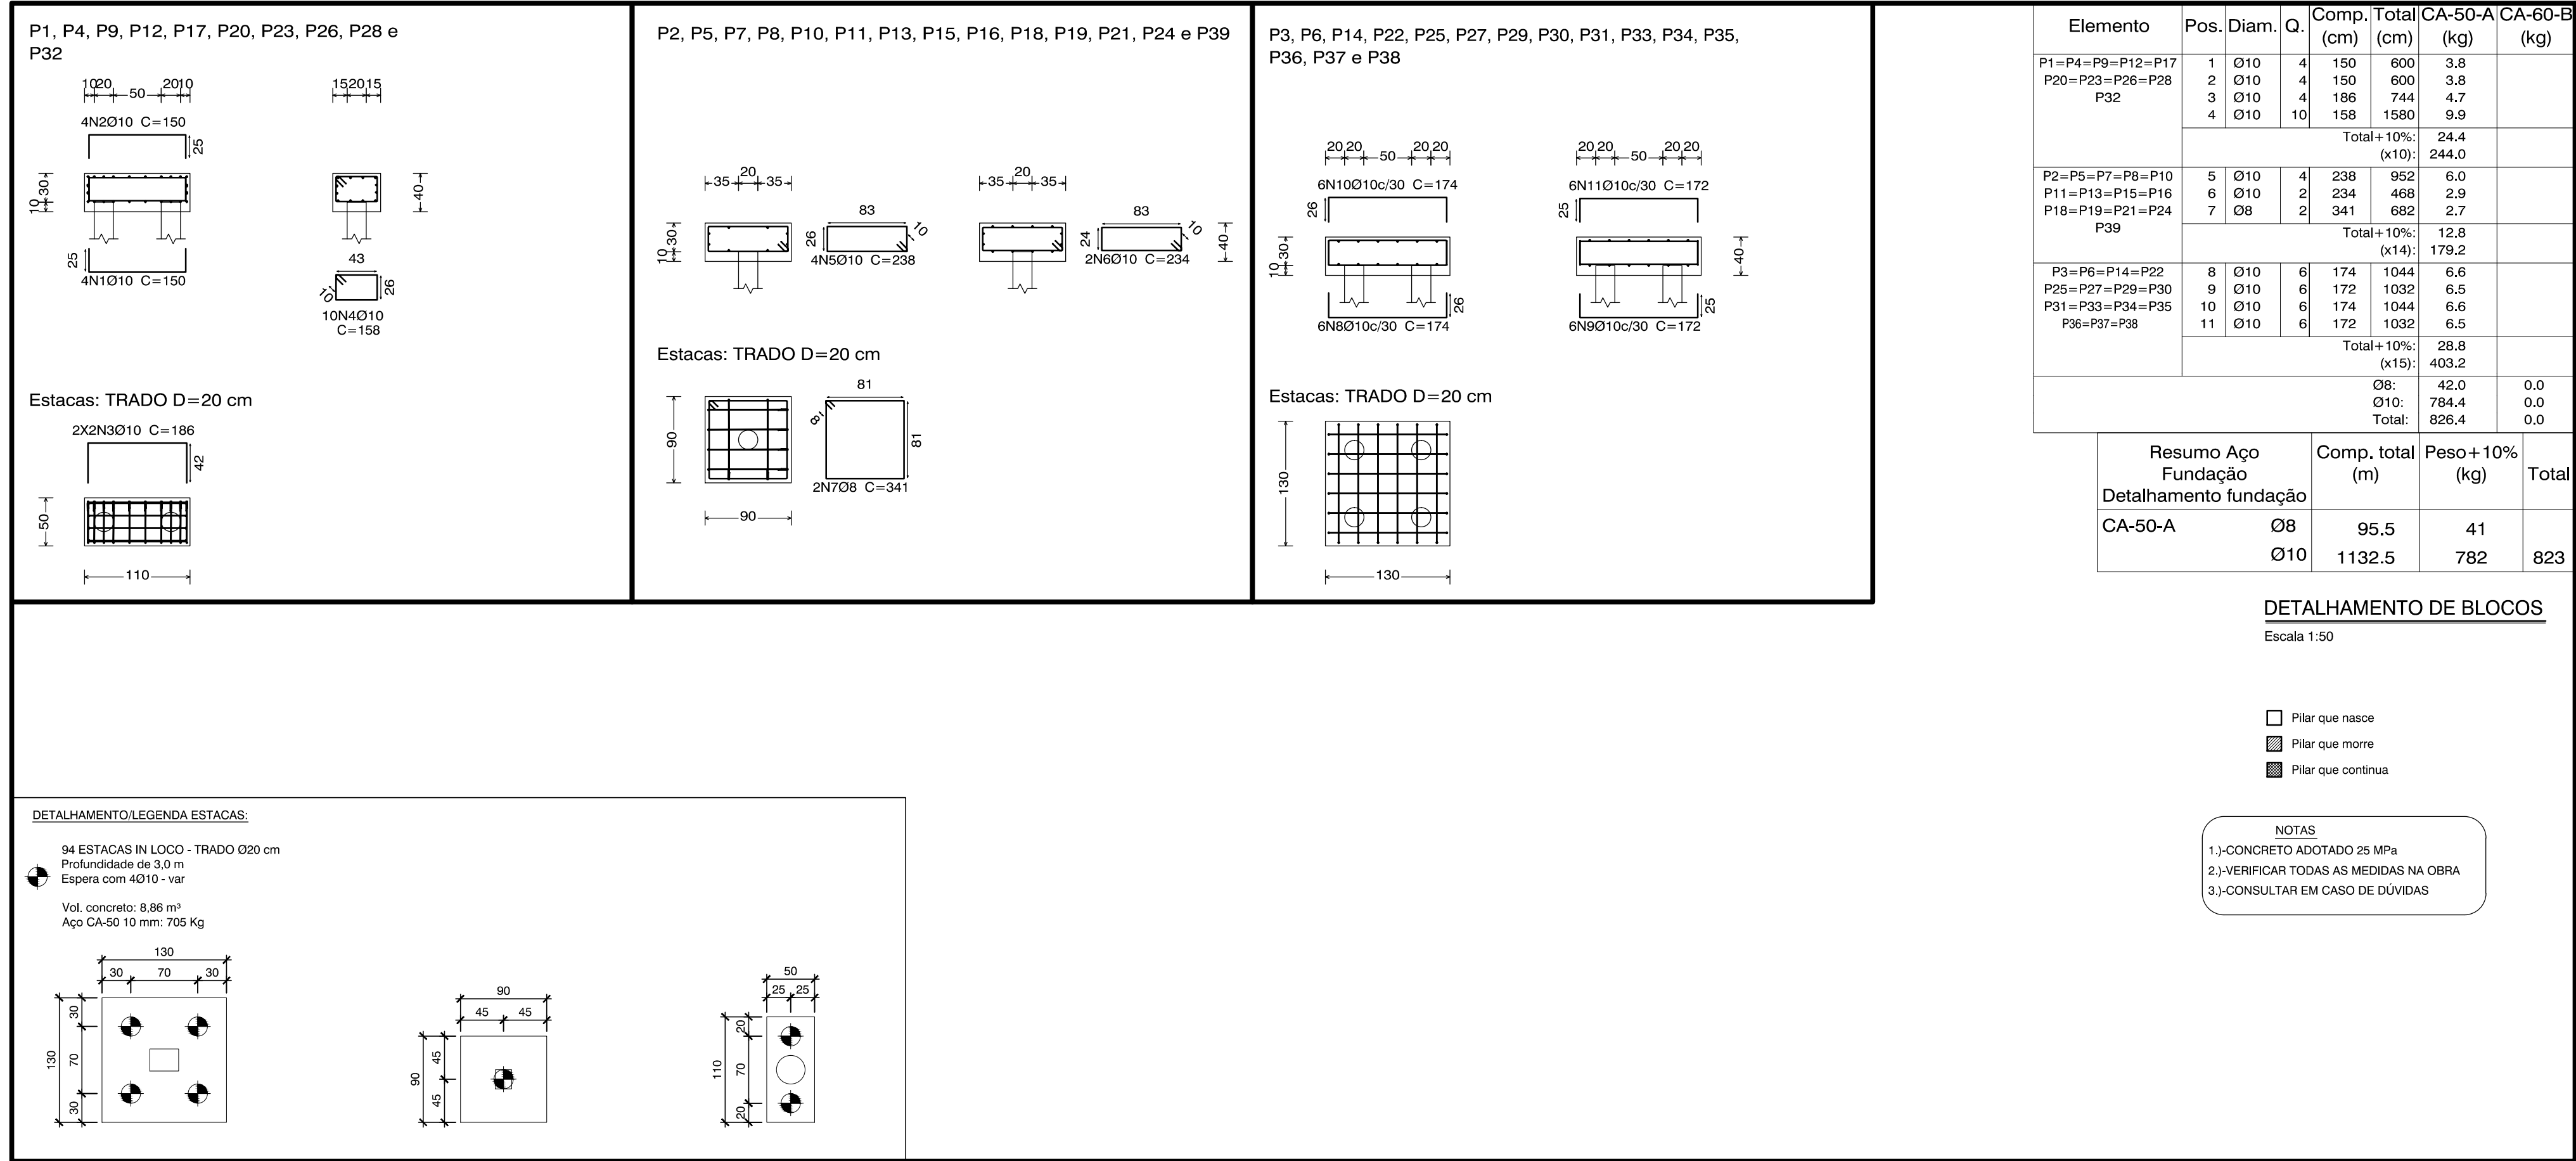 P1, P4, P9, P12, P17, P20, P23, P26, P28 e
P32
10 20 50 20 10
15 20 15
4N2Ø10 C=150
25
10 30
40
25
4N1Ø10 C=150
43
26
10
10N4Ø10
C=158
Estacas: TRADO D=20 cm
2X2N3Ø10 C=186
42
50
110
P2, P5, P7, P8, P10, P11, P13, P15, P16, P18, P19, P21, P24 e P39
35 20 35
35 20 35
83
10
26
4N5Ø10 C=238
10 30
83
10
24
2N6Ø10 C=234
40
Estacas: TRADO D=20 cm
81
8
81
2N7Ø8 C=341
90
90
P3, P6, P14, P22, P25, P27, P29, P30, P31, P33, P34, P35,
P36, P37 e P38
20 20 50 20 20
20 20 50 20 20
6N10Ø10c/30 C=174
6N11Ø10c/30 C=172
26
25
10 30
40
26
25
6N8Ø10c/30 C=174
6N9Ø10c/30 C=172
Estacas: TRADO D=20 cm
130
130
Elemento Pos. Diam. Q. Comp. (cm) Total (cm) CA-50-A (kg) CA-60-B (kg)
P1=P4=P9=P12=P17 1 Ø10 4 150 600 3.8
P20=P23=P26=P28 2 Ø10 4 150 600 3.8
P32 3 Ø10 4 186 744 4.7
4 Ø10 10 158 1580 9.9
Total+10%: 24.4
(x10): 244.0
P2=P5=P7=P8=P10 5 Ø10 4 238 952 6.0
P11=P13=P15=P16 6 Ø10 2 234 468 2.9
P18=P19=P21=P24 7 Ø8 2 341 682 2.7
P39
Total+10%: 12.8
(x14): 179.2
P3=P6=P14=P22 8 Ø10 6 174 1044 6.6
P25=P27=P29=P30 9 Ø10 6 172 1032 6.5
P31=P33=P34=P35 10 Ø10 6 174 1044 6.6
P36=P37=P38 11 Ø10 6 172 1032 6.5
Total+10%: 28.8
(x15): 403.2
Ø8: 42.0 0.0
Ø10: 784.4 0.0
Total: 826.4 0.0
Resumo Aço Comp. total Peso+10%
Fundação (m) (kg) Total
Detalhamento fundação
CA-50-A Ø8 95.5 41
Ø10 1132.5 782 823
DETALHAMENTO DE BLOCOS
Escala 1:50
Pilar que nasce
Pilar que morre
Pilar que continua
NOTAS
1.)-CONCRETO ADOTADO 25 MPa
2.)-VERIFICAR TODAS AS MEDIDAS NA OBRA
3.)-CONSULTAR EM CASO DE DÚVIDAS
DETALHAMENTO/LEGENDA ESTACAS:
94 ESTACAS IN LOCO - TRADO Ø20 cm
Profundidade de 3,0 m
Espera com 4Ø10 - var
Vol. concreto: 8,86 m³
Aço CA-50 10 mm: 705 Kg
130
30 70 30
130
30 70 30
90
45 45
90
45 45
50
25 25
110
20 70 20